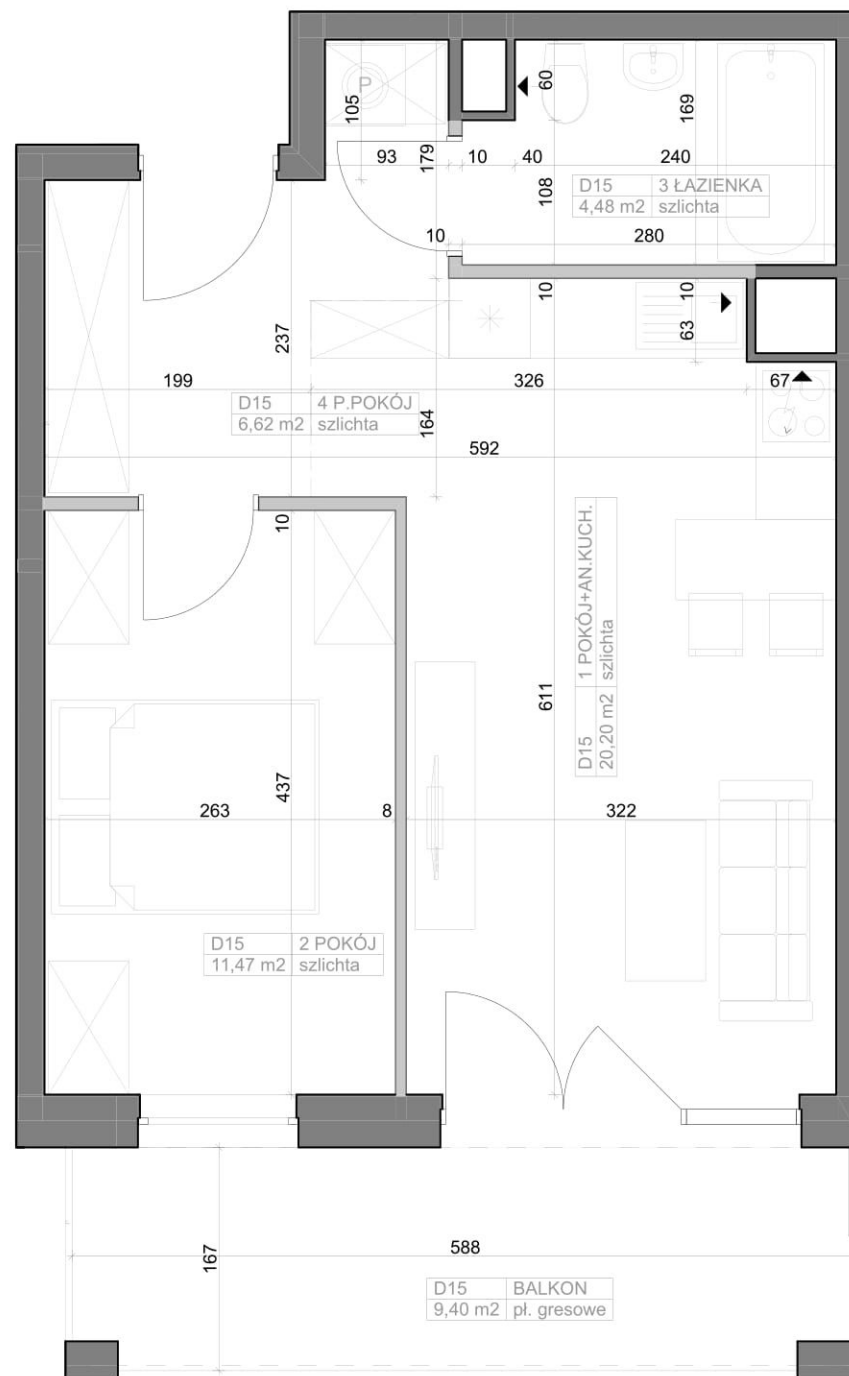 P
60
105
169
93
179
10
40
240
108
D15 3 ŁAZIENKA
4,48 m2 szlichta
10
280
10
10
237
63
199
326
67
D15 4 P.POKÓJ
6,62 m2 szlichta
164
592
10
D15 1 POKÓJ+AN.KUCH.
20,20 m2 szlichta
611
437
263
8
322
D15 2 POKÓJ
11,47 m2 szlichta
167
588
D15 BALKON
9,40 m2 pł. gresowe